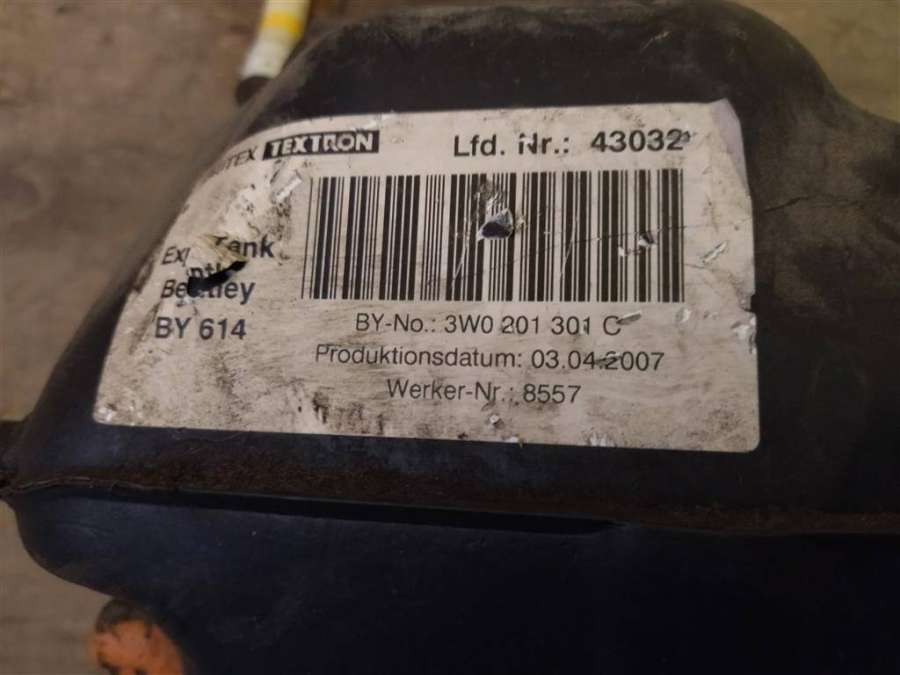 TEXTRON
Lfd. Nr.: 43032
Tank
Bentley
BY 614
BY-No.: 3W0 201 301 C
Produktionsdatum: 03.04.2007
Werker-Nr.: 8557